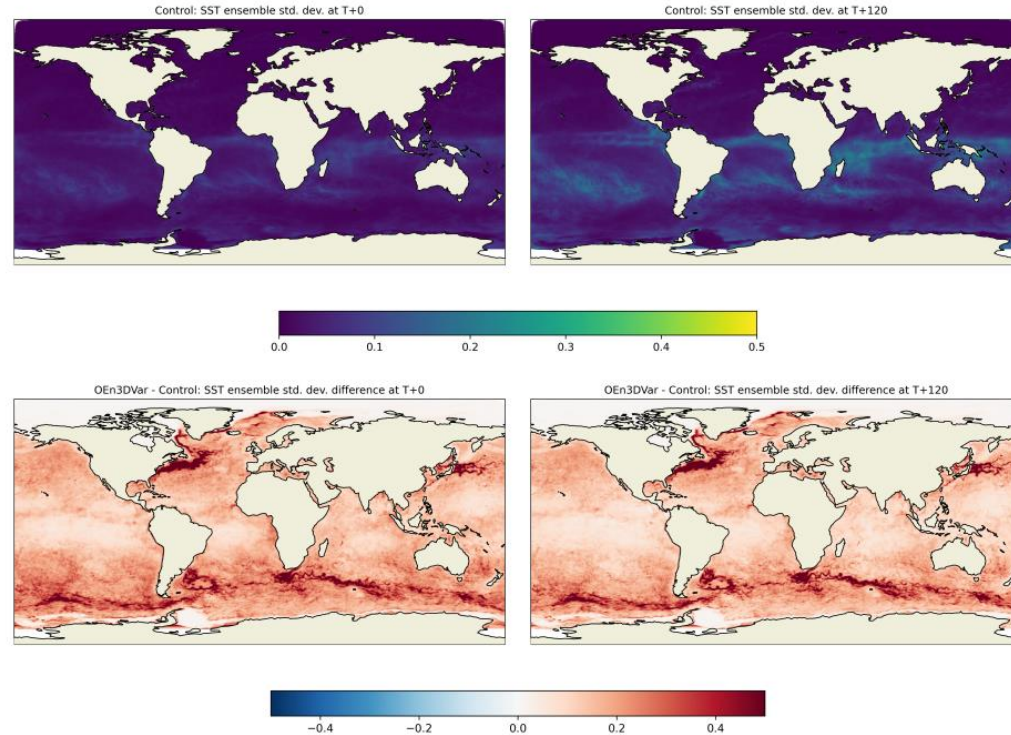 Control: SST ensemble std. dev. at T+0
Control: SST ensemble std. dev. at T+120
0.0 0.1 0.2 0.3 0.4 0.5
OEn3DVar - Control: SST ensemble std. dev. difference at T+0
OEn3DVar - Control: SST ensemble std. dev. difference at T+120
−0.4 −0.2 0.0 0.2 0.4